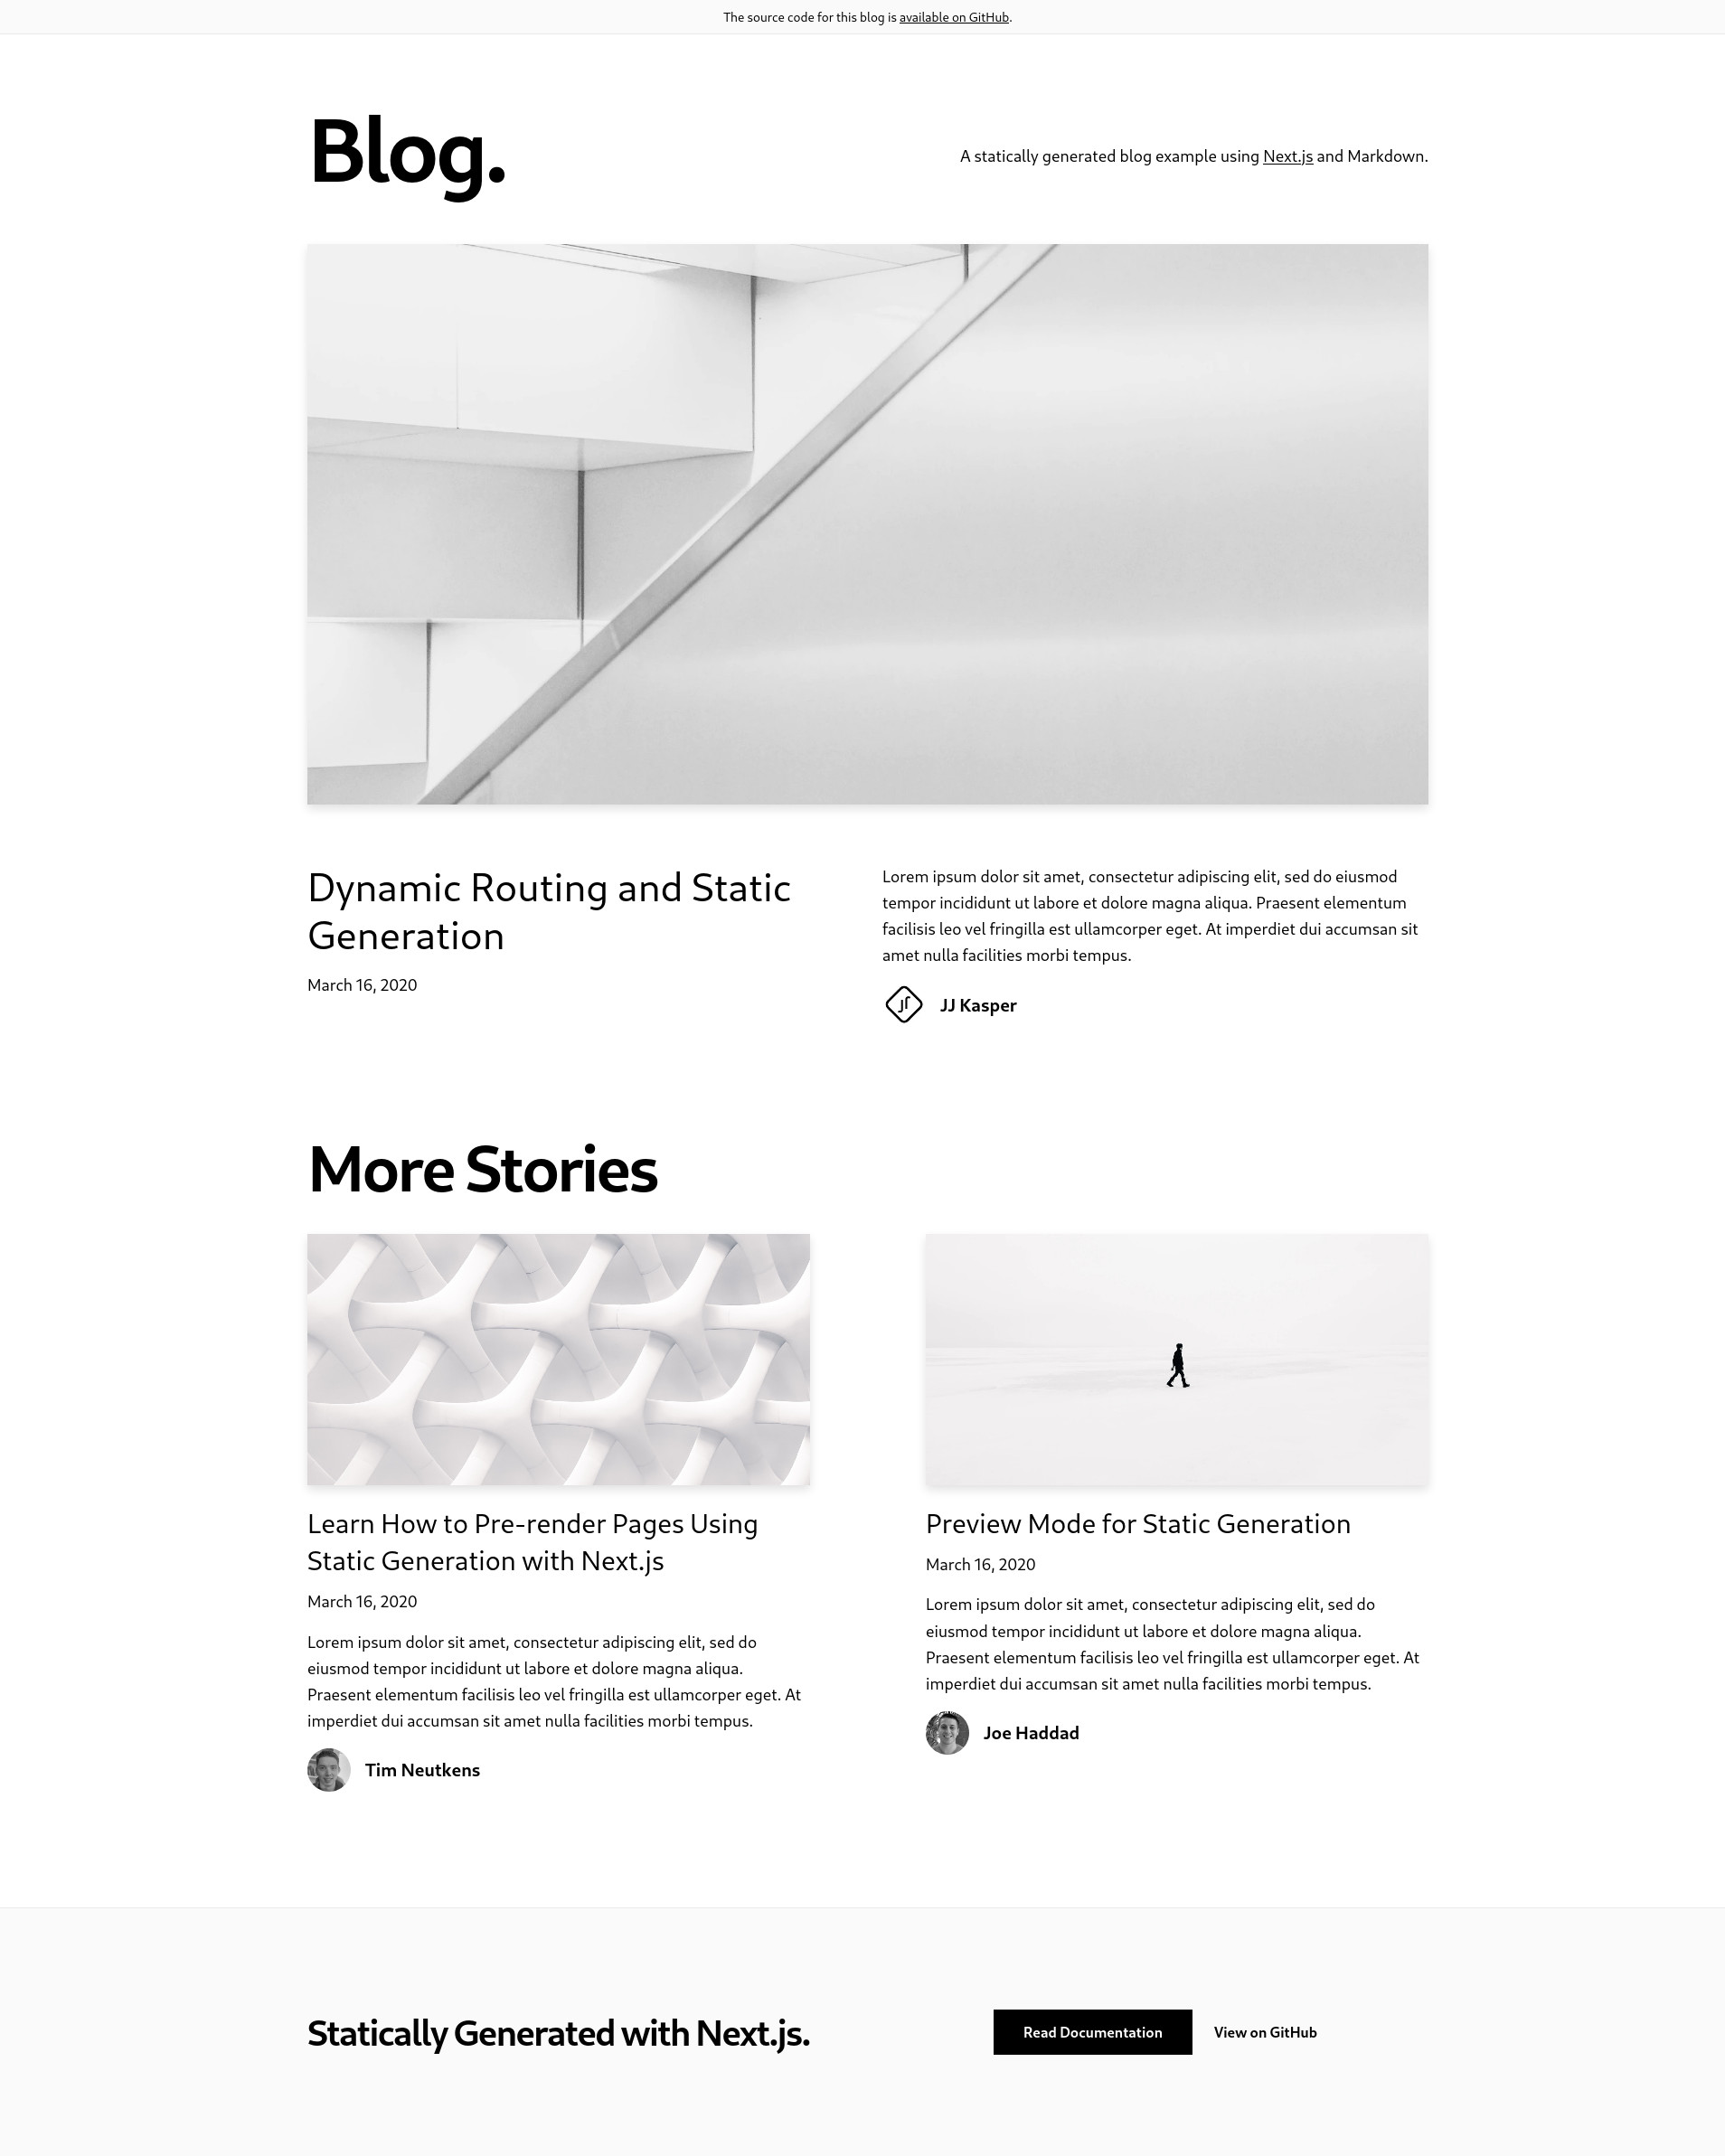 The source code for this blog is available on GitHub.
Blog.
A statically generated blog example using Next.js and Markdown.
Dynamic Routing and Static
Generation
March 16, 2020
Lorem ipsum dolor sit amet, consectetur adipiscing elit, sed do eiusmod
tempor incididunt ut labore et dolore magna aliqua. Praesent elementum
facilisis leo vel fringilla est ullamcorper eget. At imperdiet dui accumsan sit
amet nulla facilities morbi tempus.
JJ Kasper
More Stories
Learn How to Pre-render Pages Using
Static Generation with Next.js
March 16, 2020
Lorem ipsum dolor sit amet, consectetur adipiscing elit, sed do
eiusmod tempor incididunt ut labore et dolore magna aliqua.
Praesent elementum facilisis leo vel fringilla est ullamcorper eget. At
imperdiet dui accumsan sit amet nulla facilities morbi tempus.
Tim Neutkens
Preview Mode for Static Generation
March 16, 2020
Lorem ipsum dolor sit amet, consectetur adipiscing elit, sed do
eiusmod tempor incididunt ut labore et dolore magna aliqua.
Praesent elementum facilisis leo vel fringilla est ullamcorper eget. At
imperdiet dui accumsan sit amet nulla facilities morbi tempus.
Joe Haddad
Statically Generated with Next.js.
Read Documentation
View on GitHub